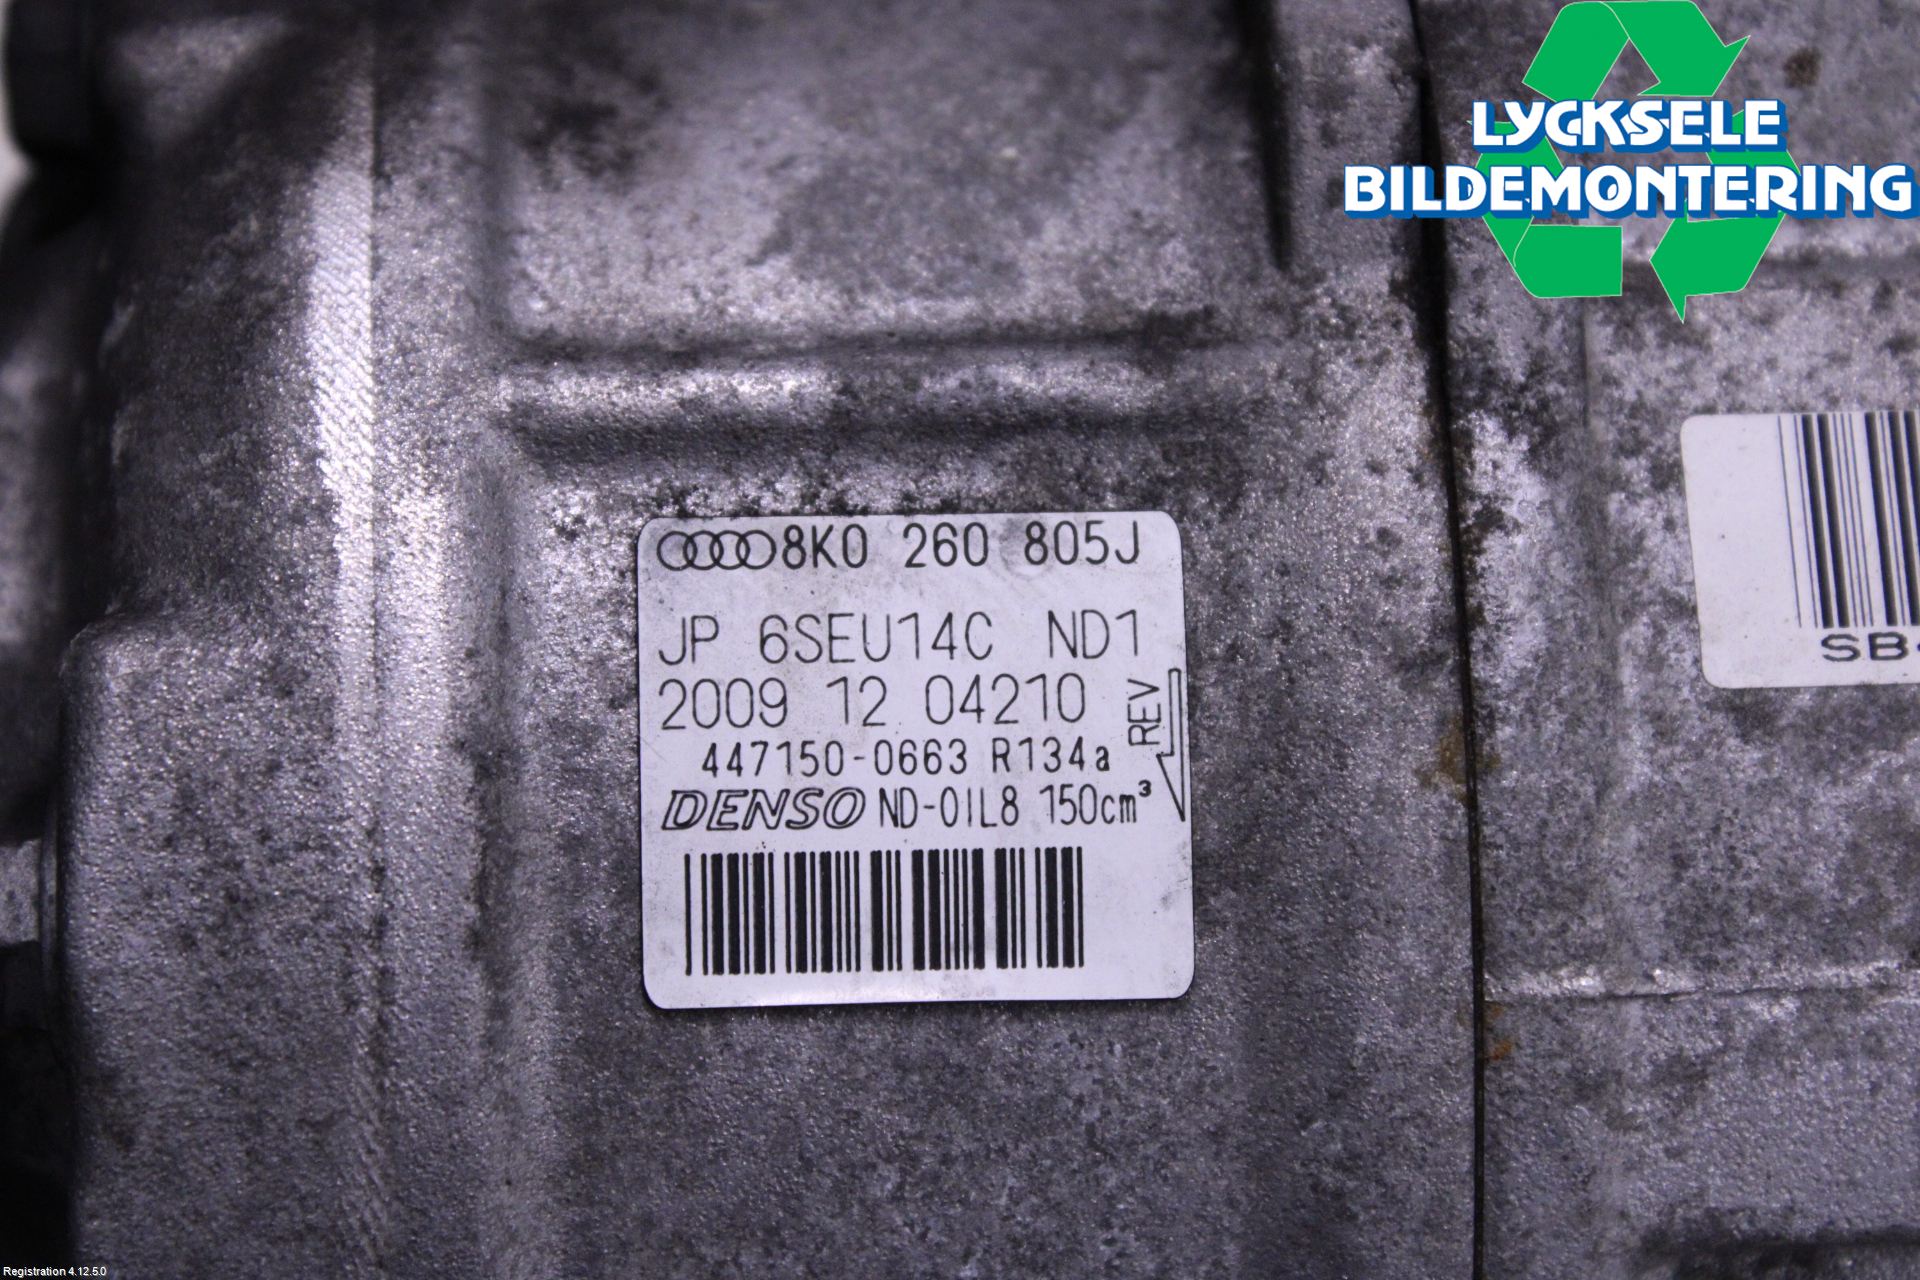 LYCKSELE
BILDEMONTERING
8K0 260 805J
JP 6SEU14C ND1
2009 12 04210
REV
447150-0663 R134a
DENSO ND-OIL8 150cm³
SB-
Registration 4.12.5.0